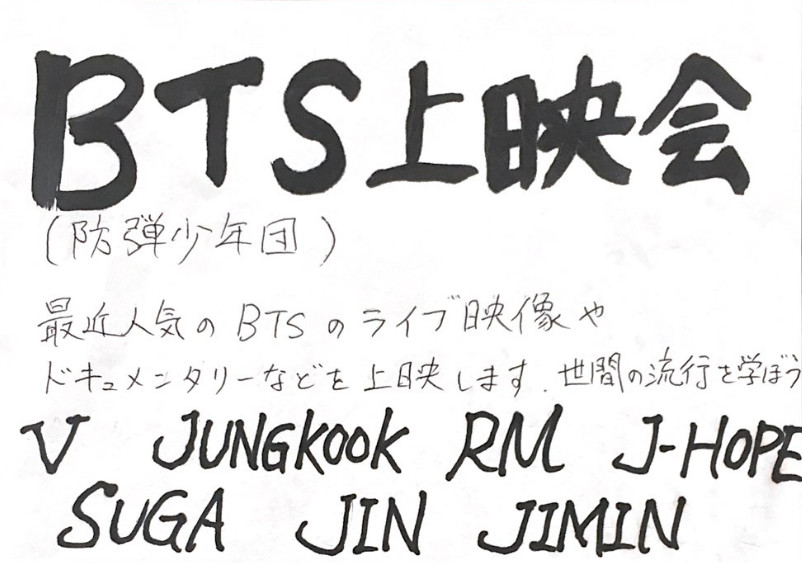 BTS上映会
(防弾少年団)
最近人気のBTSのライブ映像や
ドキュメンタリーなどを上映します.世間の流行を学ぼう
V JUNGKOOK RM J-HOPE
SUGA JIN JIMIN